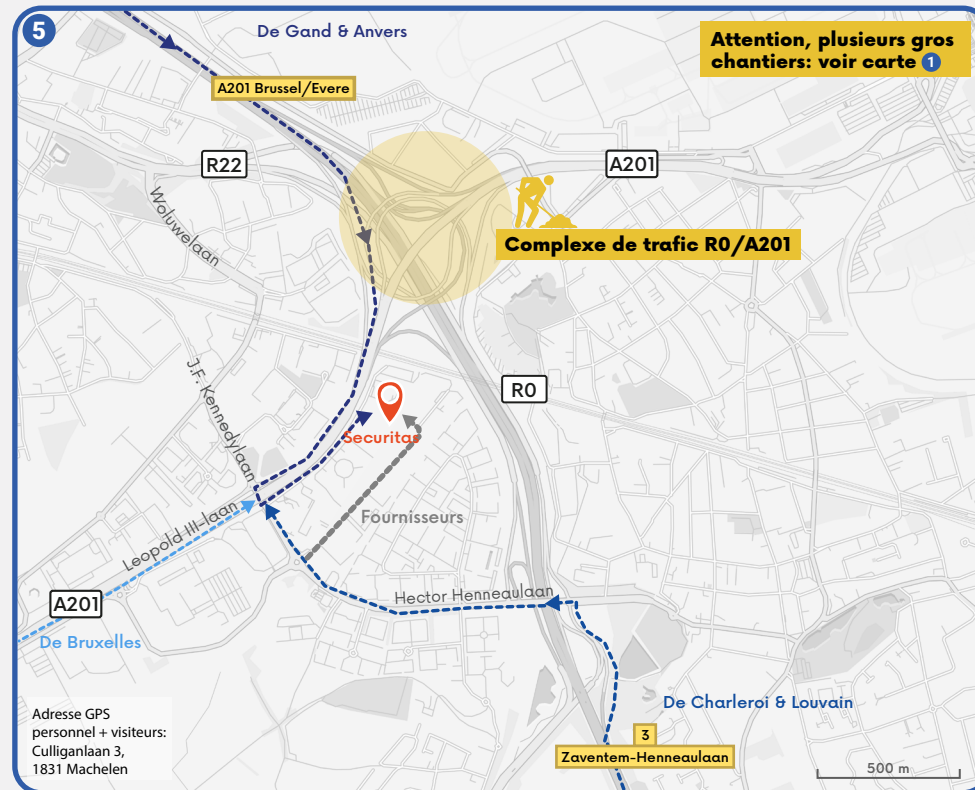 5
De Gand & Anvers
Attention, plusieurs gros
chantiers: voir carte 1
A201 Brussel/Evere
R22
A201
Woluwelaan
Complexe de trafic R0/A201
J.F. Kennedylaan
R0
Securitas
Leopold III-laan
Fournisseurs
Hector Henneaulaan
A201
De Bruxelles
De Charleroi & Louvain
Adresse GPS
personnel + visiteurs:
Culliganlaan 3,
1831 Machelen
3
Zaventem-Henneaulaan
500 m